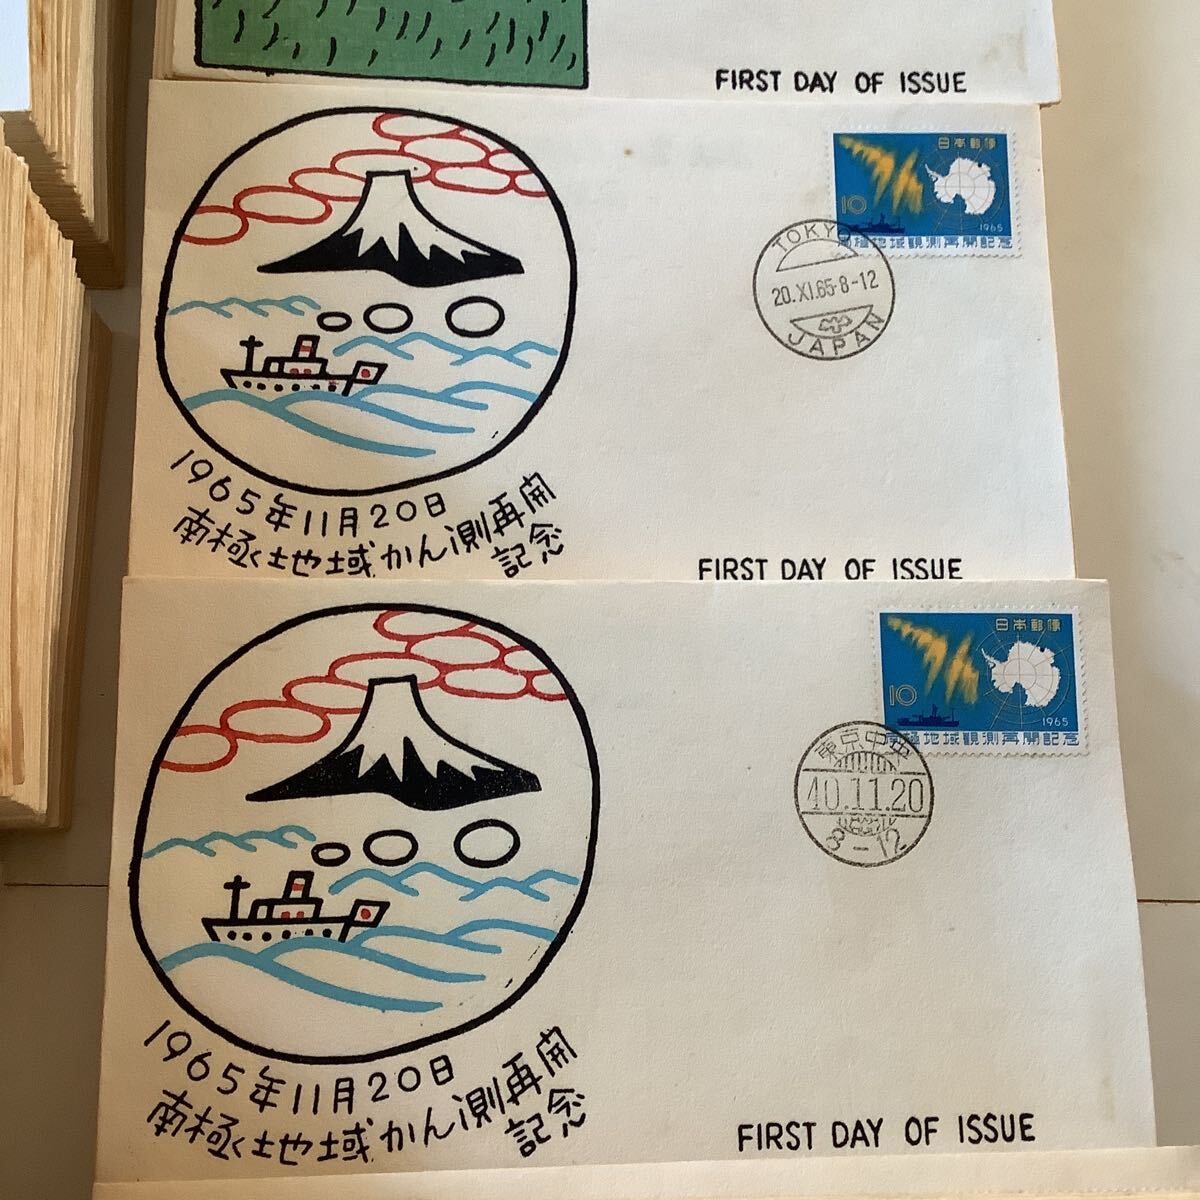 FIRST DAY OF ISSUE
日本郵便
10
1965
南極地域観測再開記念
TOKYO
20.XI.65-8-12
JAPAN
1965年11月20日
南極地域かん測再開
記念
FIRST DAY OF ISSUE
日本郵便
10
1965
南極地域観測再開記念
東京中央
40.11.20
8-12
1965年11月20日
南極地域かん測再開
記念
FIRST DAY OF ISSUE